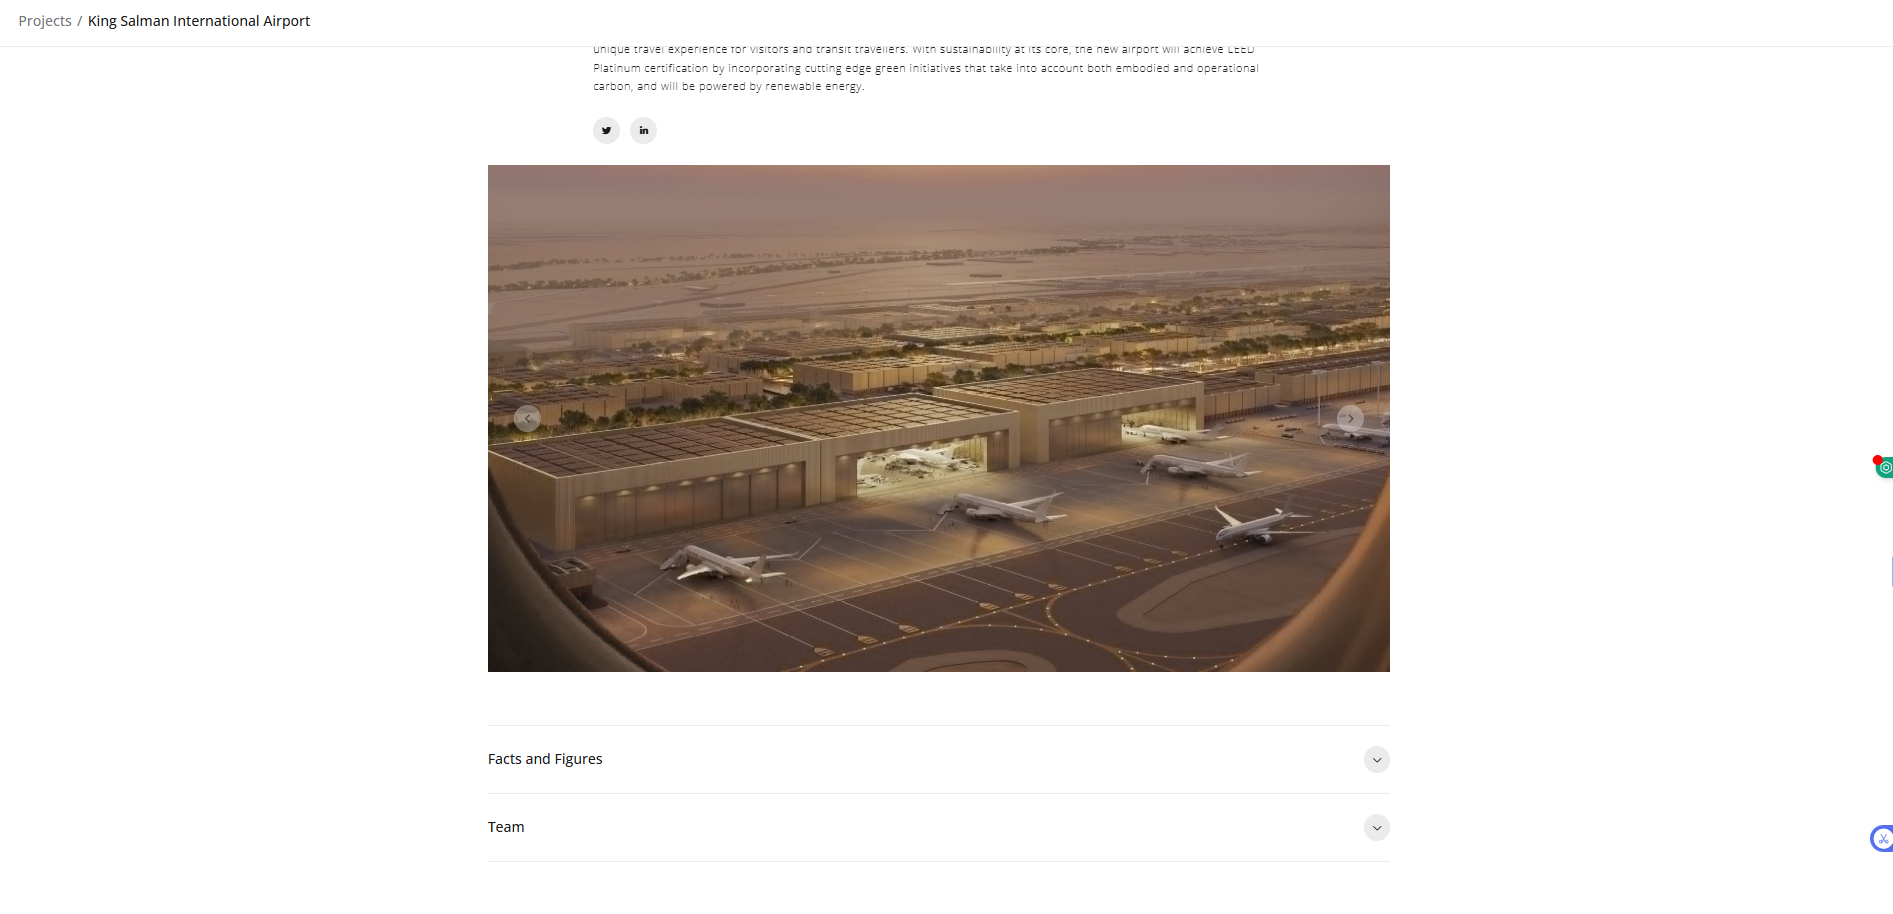 Projects / King Salman International Airport
unique travel experience for visitors and transit travellers. With sustainability at its core, the new airport will achieve LEED
Platinum certification by incorporating cutting edge green initiatives that take into account both embodied and operational
carbon, and will be powered by renewable energy.
in
Facts and Figures
Team